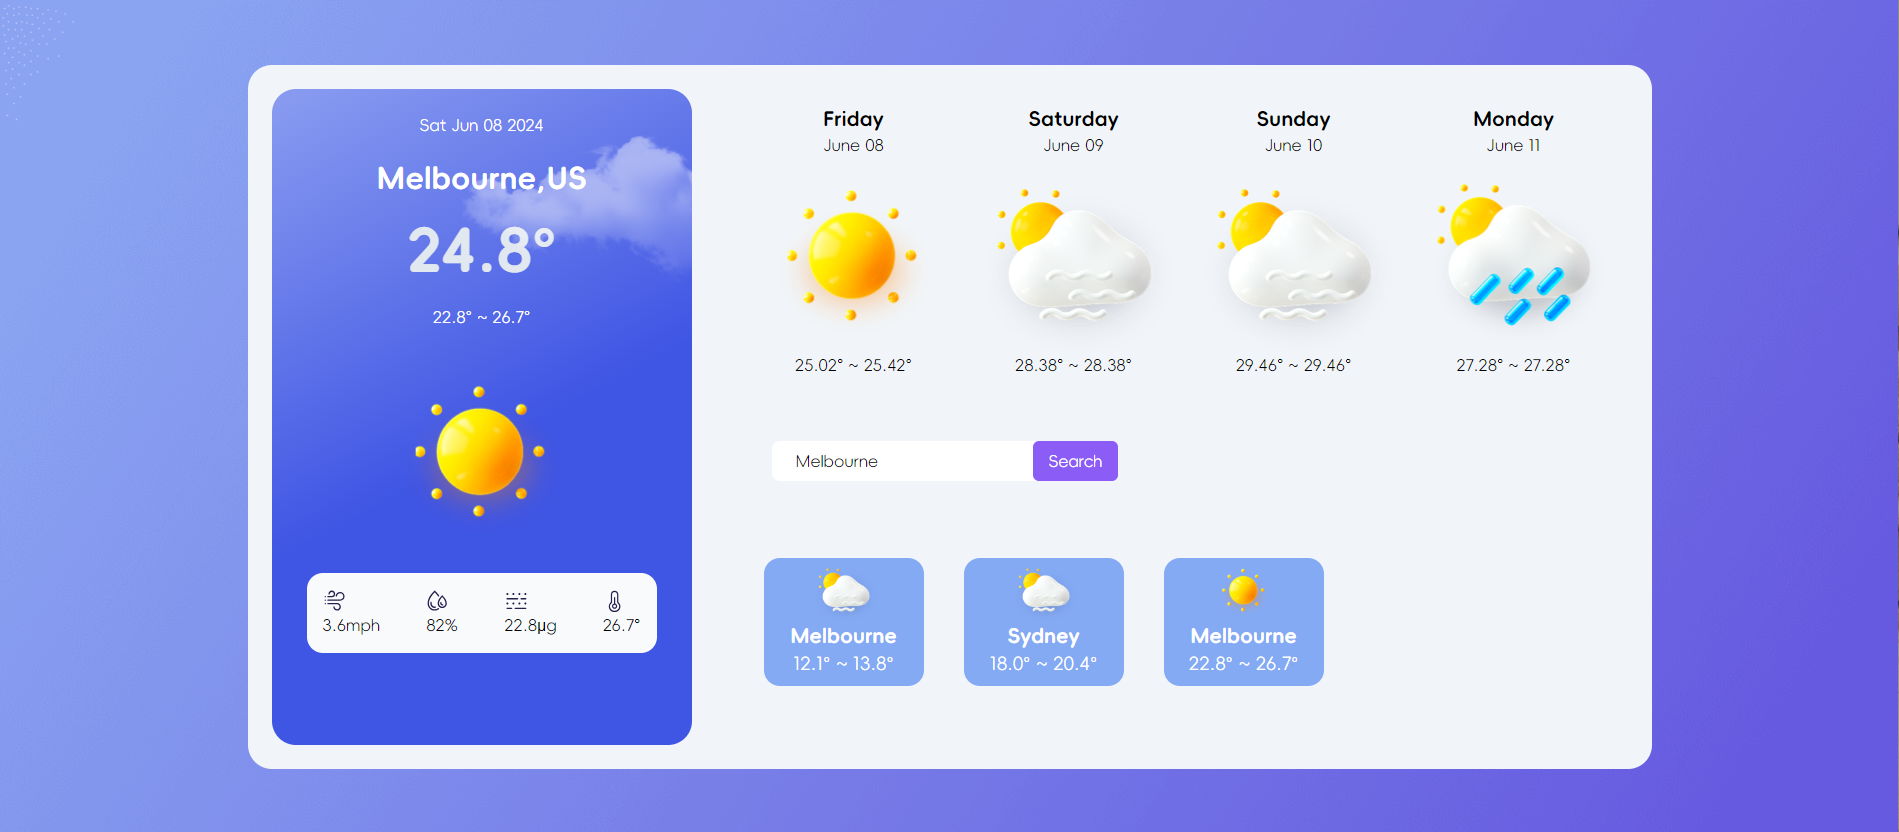 Sat Jun 08 2024
Melbourne,US
24.8°
22.8° ~ 26.7°
3.6mph
82%
22.8µg
26.7°
Friday
June 08
25.02° ~ 25.42°
Saturday
June 09
28.38° ~ 28.38°
Sunday
June 10
29.46° ~ 29.46°
Monday
June 11
27.28° ~ 27.28°
Melbourne
Search
Melbourne
12.1° ~ 13.8°
Sydney
18.0° ~ 20.4°
Melbourne
22.8° ~ 26.7°